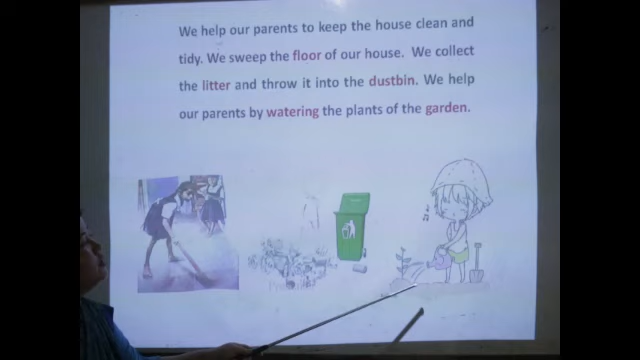 We help our parents to keep the house clean and
tidy. We sweep the floor of our house. We collect
the litter and throw it into the dustbin. We help
our parents by watering the plants of the garden.